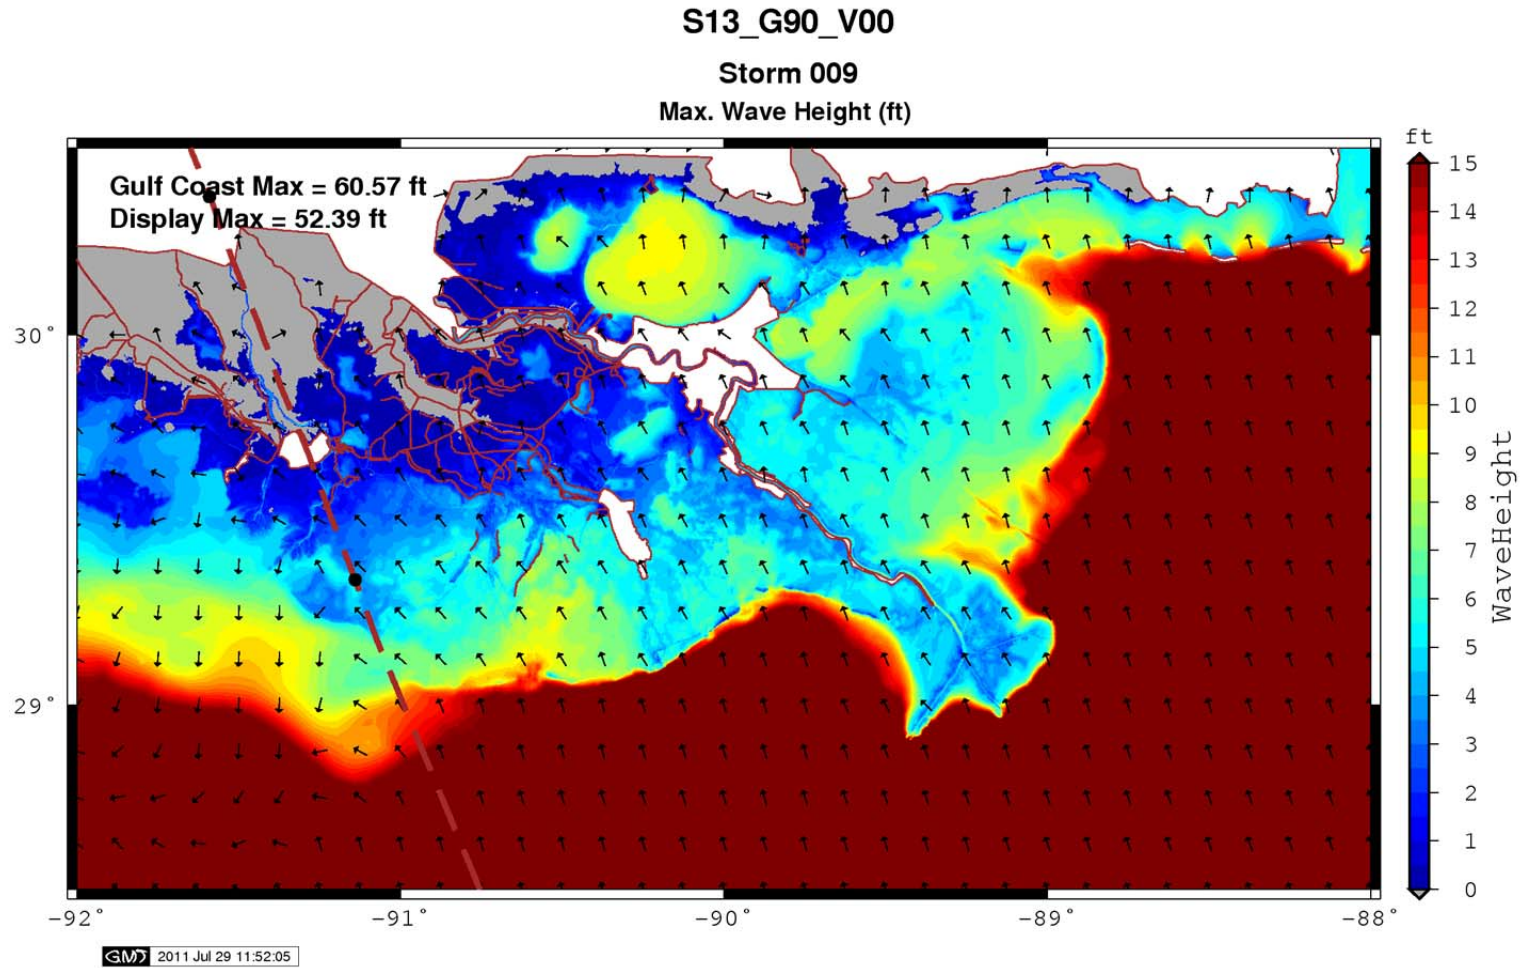 S13_G90_V00
Storm 009
Max. Wave Height (ft)
Gulf Coast Max = 60.57 ft
Display Max = 52.39 ft
30°
29°
-92°
-91°
-90°
-89°
-88°
ft
15
14
13
12
11
10
9
8
7
6
5
4
3
2
1
0
WaveHeight
GMT 2011 Jul 29 11:52:05